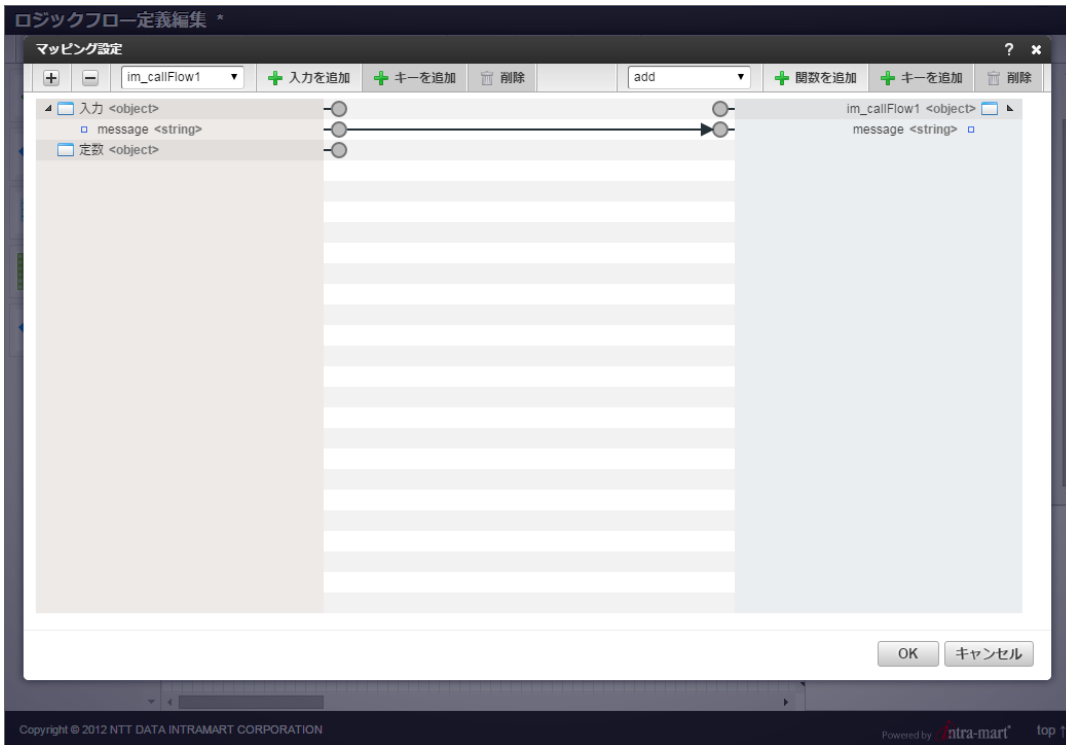 ロジックフロー定義編集 *
マッピング設定 ?
im_callFlow1 入力を追加 キーを追加 削除 add 関数を追加 キーを追加 削除
入力 <object> im_callFlow1 <object>
message <string> message <string>
定数 <object>
OK キャンセル
Copyright © 2012 NTT DATA INTRAMART CORPORATION Powered by intra-mart top ↑